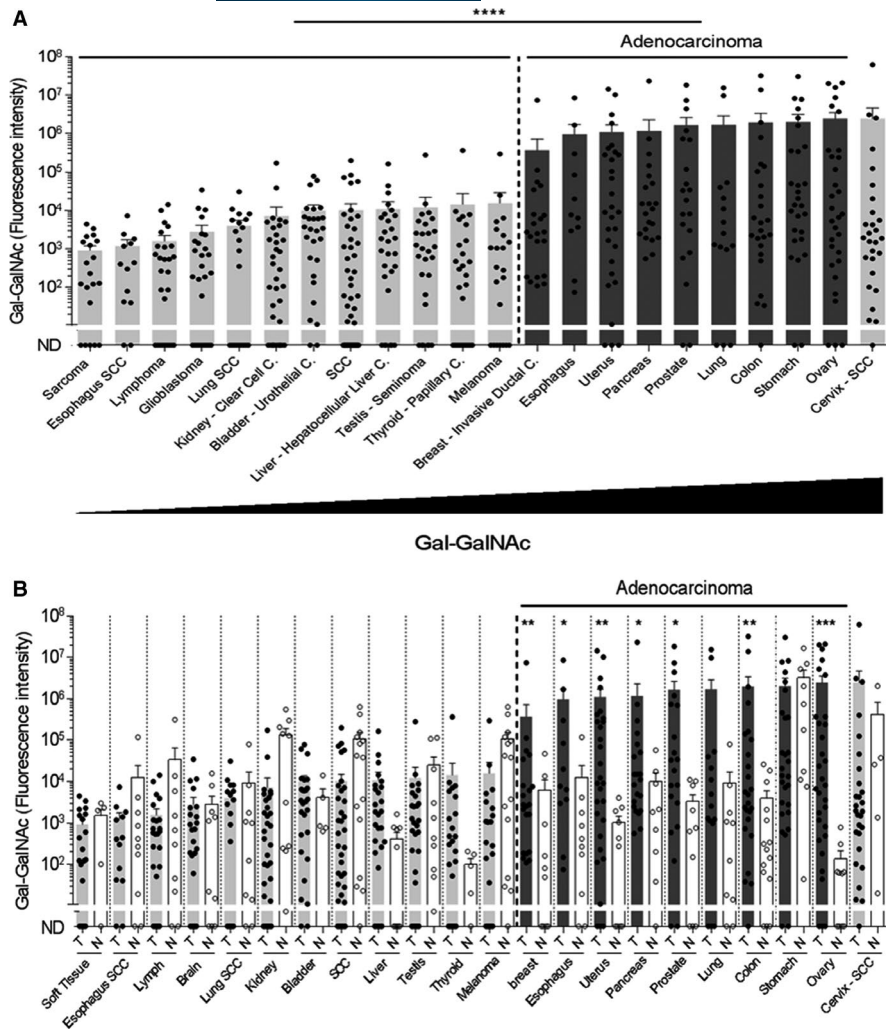 A
****
Adenocarcinoma
Gal-GalNAc (Fluorescence intensity)
10⁸
10⁷
10⁶
10⁵
10⁴
10³
10²
ND
Sarcoma
Esophagus SCC
Lymphoma
Glioblastoma
Lung SCC
Kidney - Clear Cell C.
Bladder - Urothelial C.
SCC
Liver - Hepatocellular Liver C.
Testis - Seminoma
Thyroid - Papillary C.
Melanoma
Breast - Invasive Ductal C.
Esophagus
Uterus
Pancreas
Prostate
Lung
Colon
Stomach
Ovary
Cervix - SCC
Gal-GalNAc
B
Adenocarcinoma
Gal-GalNAc (Fluorescence intensity)
10⁸
10⁷
10⁶
10⁵
10⁴
10³
10²
ND
** * ** * * ** ***
T N T N T N T N T N T N T N T N T N T N T N T N T N T N T N T N T N T N T N T N T N T N
Soft Tissue
Esophagus SCC
Lymph
Brain
Lung SCC
Kidney
Bladder
SCC
Liver
Testis
Thyroid
Melanoma
breast
Esophagus
Uterus
Pancreas
Prostate
Lung
Colon
Stomach
Ovary
Cervix - SCC